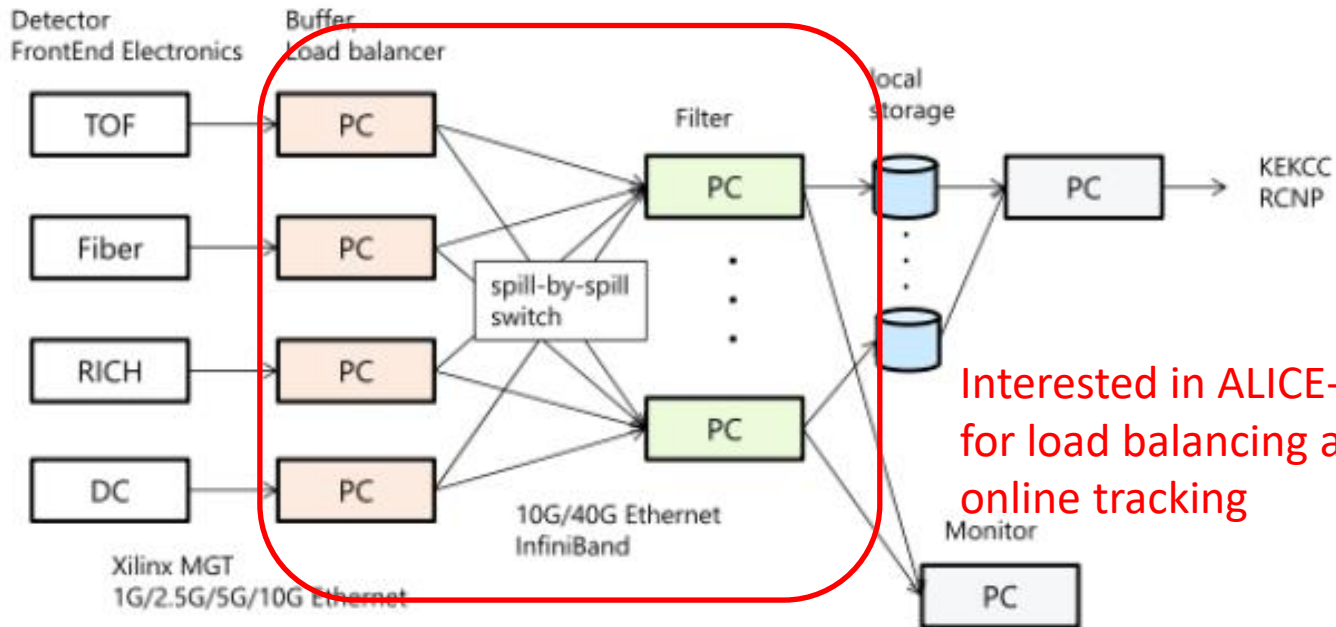 Detector
FrontEnd Electronics
Buffer,
Load balancer
local
storage
Filter
TOF
PC
PC
PC
KEKCC
RCNP
Fiber
PC
spill-by-spill
switch
RICH
PC
Interested in ALICE-
for load balancing a
online tracking
DC
PC
PC
10G/40G Ethernet
InfiniBand
Monitor
Xilinx MGT
1G/2.5G/5G/10G Ethernet
PC